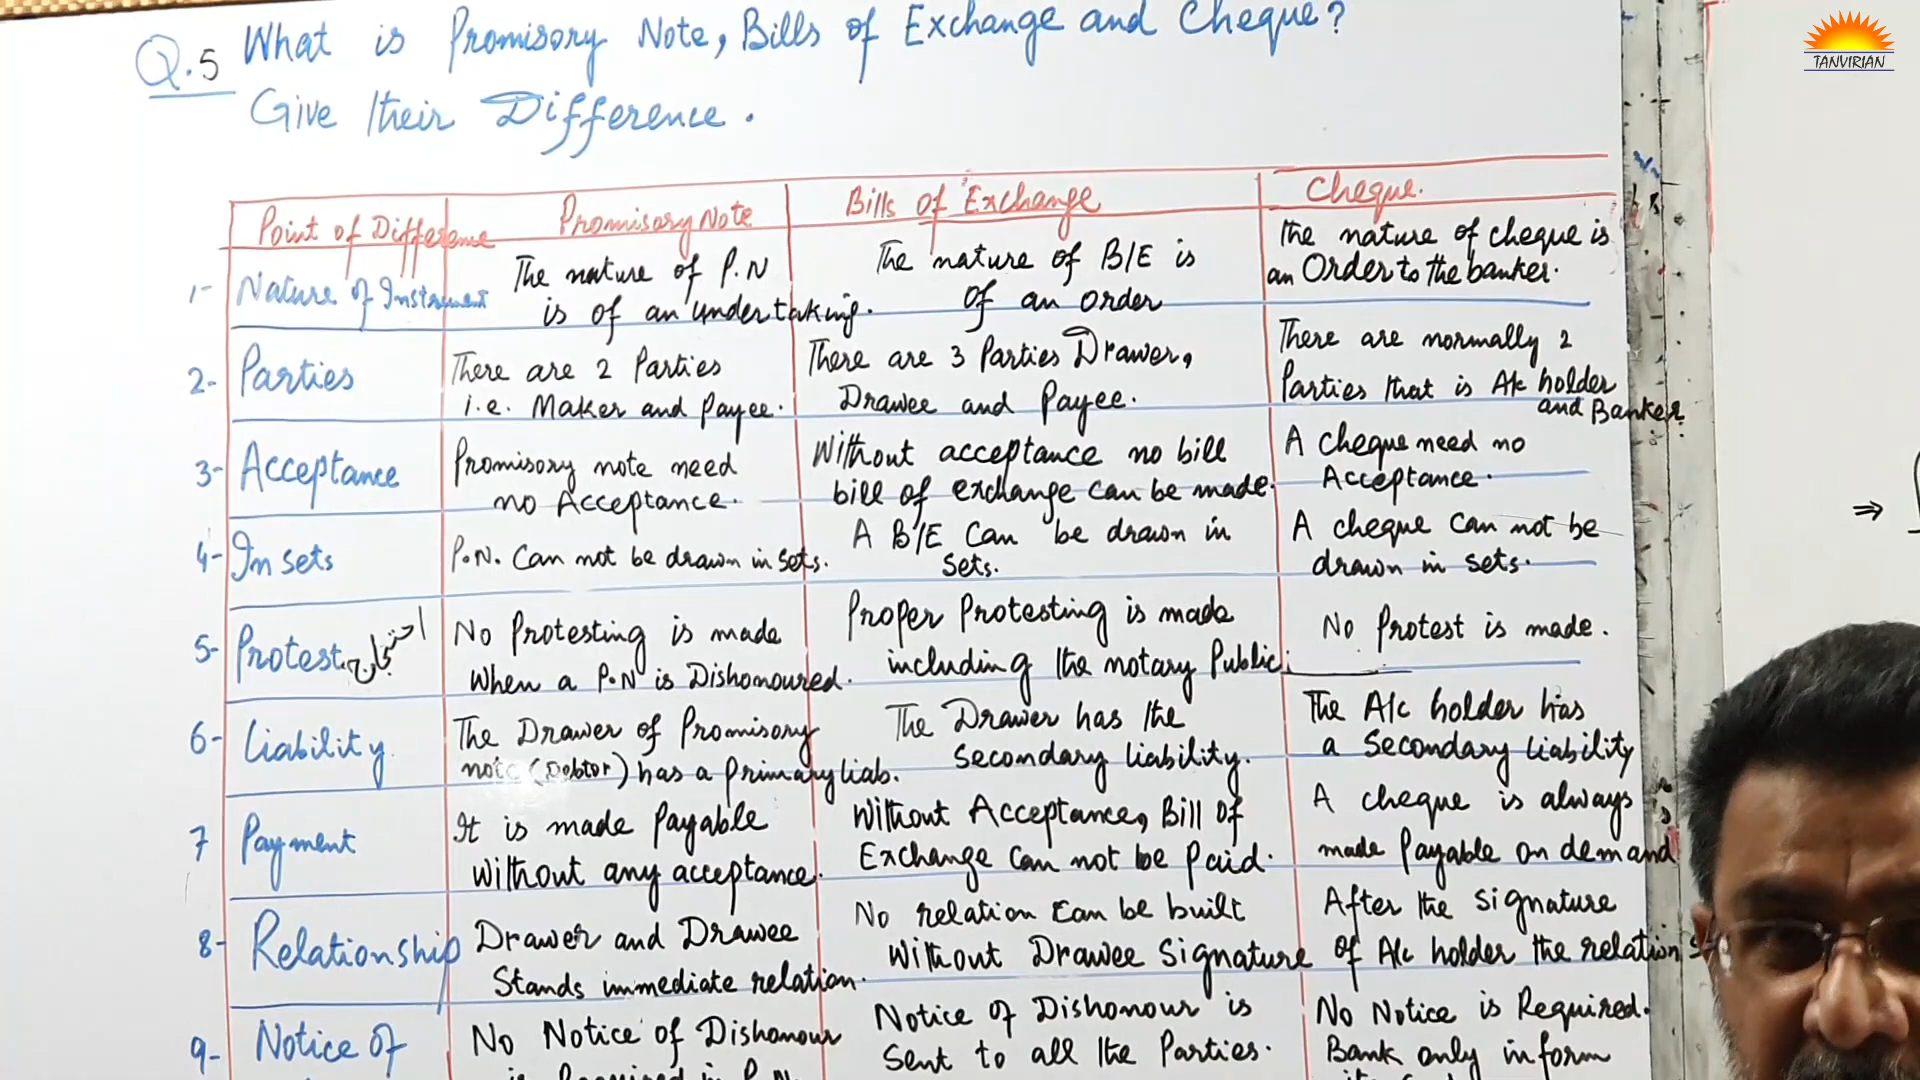 TANVIRIAN
Q.5 What is Promisory Note, Bills of Exchange and Cheque?
Give their Difference.
Point of Difference
Promisory Note
Bills of Exchange
Cheque.
1- Nature of Instrument
The nature of P.N
is of an undertaking.
The nature of B/E is
of an order
The nature of cheque is
an Order to the banker.
2- Parties
There are 2 Parties
i.e. Maker and Payee.
There are 3 Parties Drawer,
Drawee and Payee.
There are normally 2
Parties that is A/c holder
and Banker
3- Acceptance
Promisory note need
no Acceptance.
Without acceptance no bill
bill of exchange can be made.
A cheque need no
Acceptance.
4- In sets
P.N. Can not be drawn in sets.
A B/E Can be drawn in
Sets.
A cheque can not be
drawn in sets.
5- Protest. احتجاج
No Protesting is made
When a P.N is Dishonoured.
Proper Protesting is made
including the notary Public.
No Protest is made.
6- Liability.
The Drawer of Promisory
note (Debtor) has a primary liab.
The Drawer has the
Secondary liability.
The A/c holder has
a Secondary liability
7 Payment
It is made Payable
without any acceptance.
Without Acceptance, Bill of
Exchange Can not be Paid.
A cheque is always
made Payable on demand
8- Relationship
Drawer and Drawee
Stands immediate relation.
No relation can be built
Without Drawee Signature
After the Signature
of A/c holder the relation s
9- Notice of
No Notice of Dishonour
is Required in P.N.
Notice of Dishonour is
Sent to all the Parties.
No Notice is Required.
Bank only inform
⇒